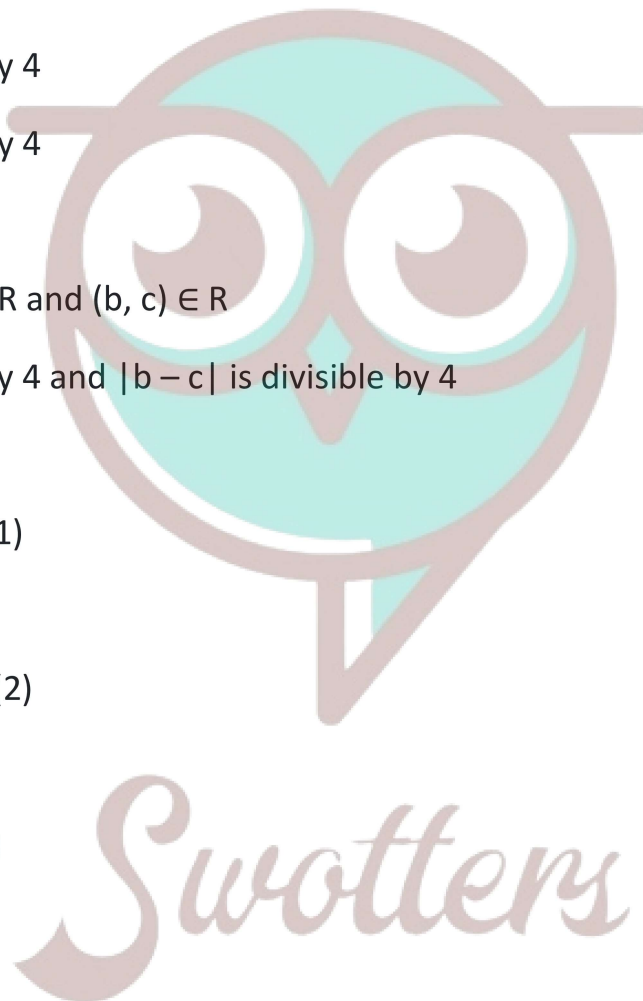 y 4
y 4
R and (b, c) ∈ R
y 4 and |b – c| is divisible by 4
1)
(2)
Swotters